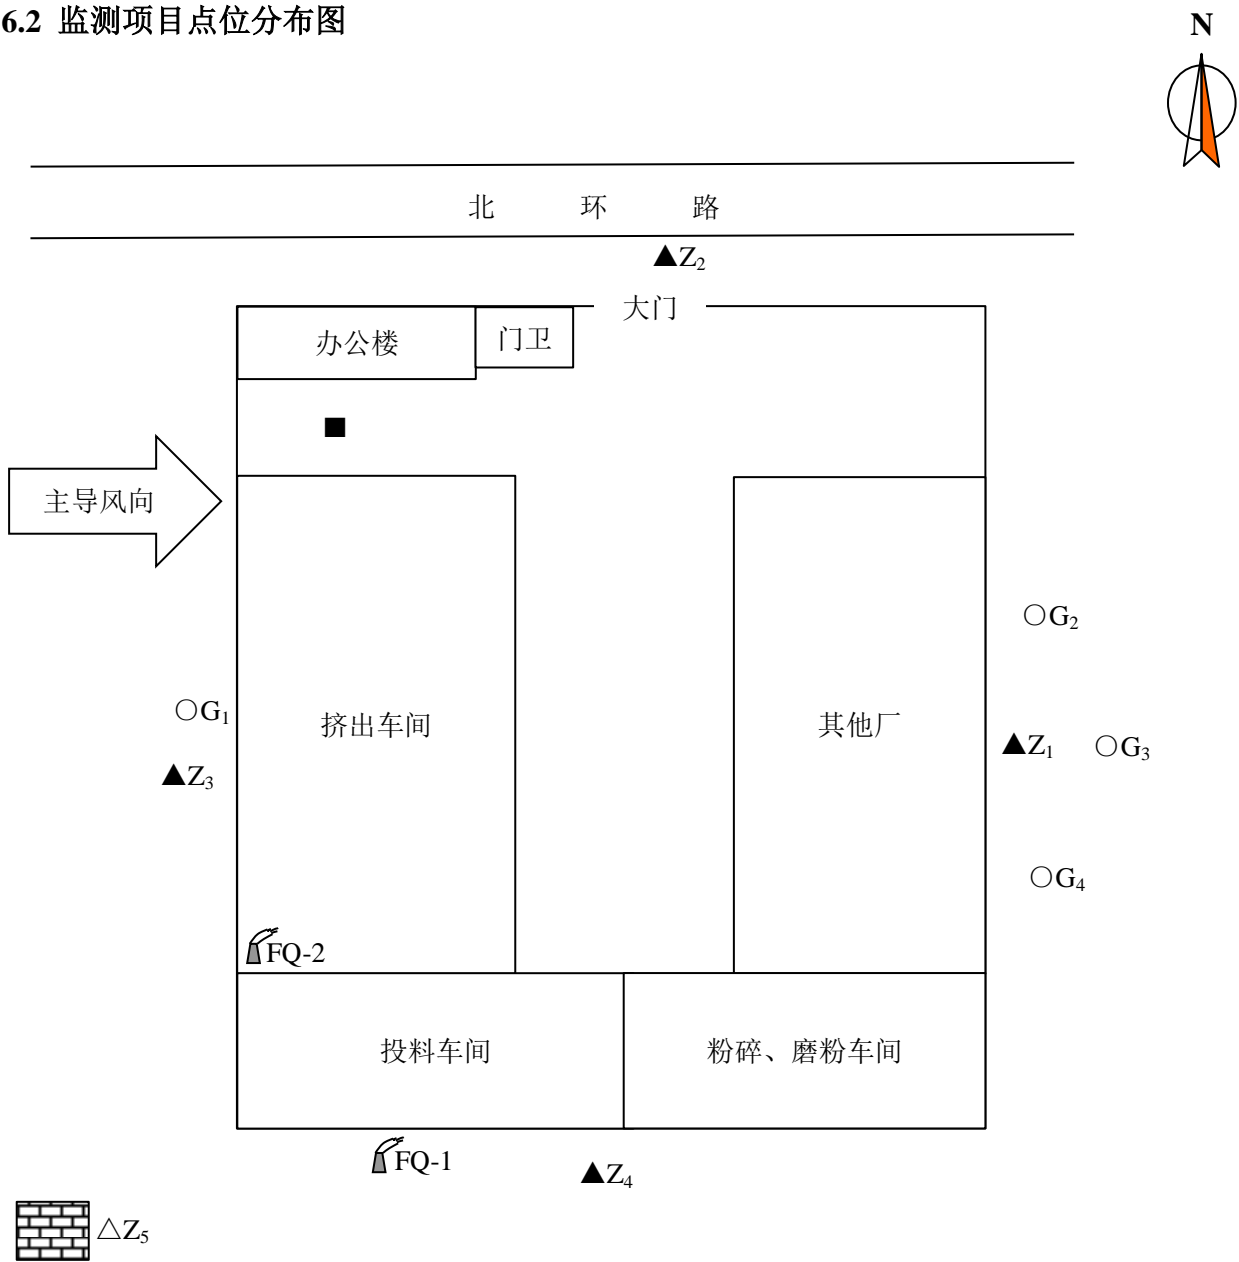 6.2 监测项目点位分布图
N
北 环 路
▲Z₂
大门
办公楼
门卫
■
主导风向
○G₂
○G₁
挤出车间
其他厂
▲Z₁
○G₃
▲Z₃
○G₄
FQ-2
投料车间
粉碎、磨粉车间
FQ-1
▲Z₄
△Z₅